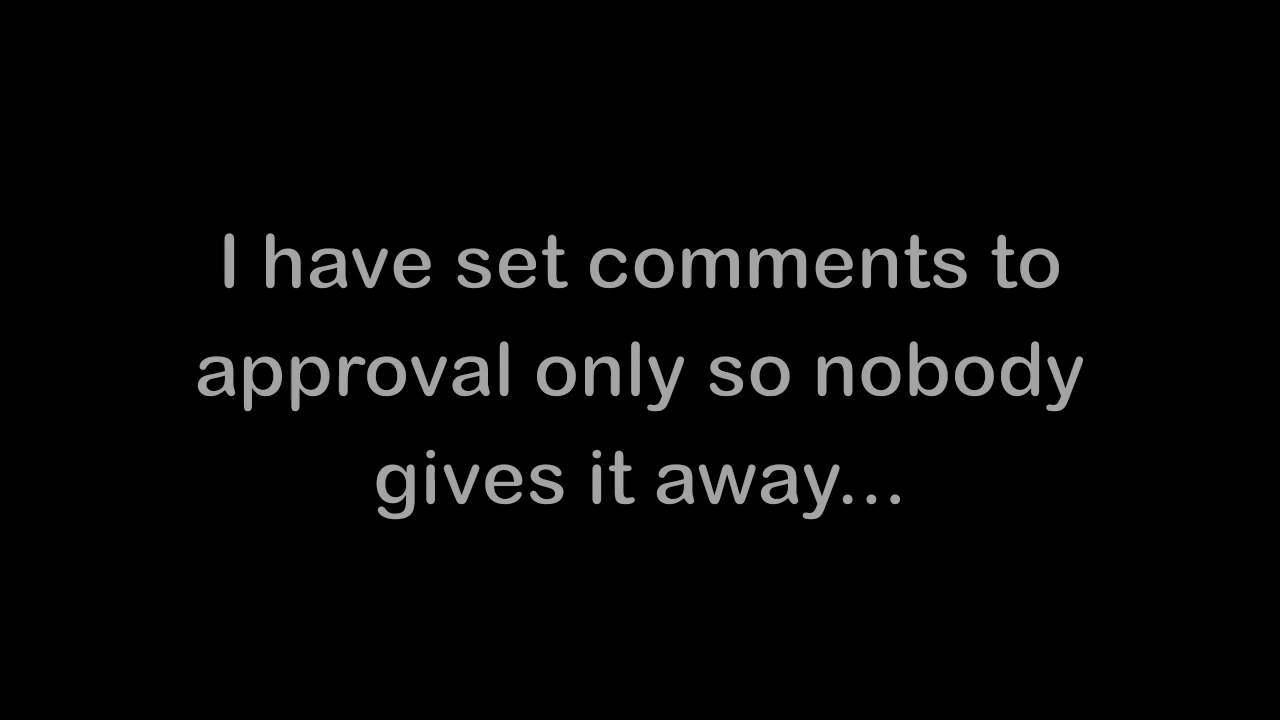 I have set comments to
approval only so nobody
gives it away...